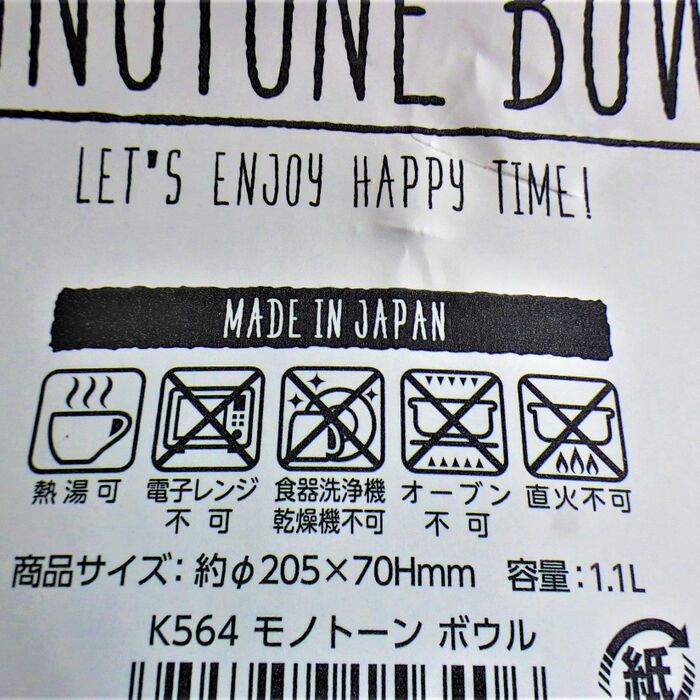 NOTONE BOW
LET'S ENJOY HAPPY TIME!
MADE IN JAPAN
熱湯可 電子レンジ 食器洗浄機 オーブン 直火不可
不可 乾燥機不可 不可
商品サイズ：約φ205×70Hmm 容量：1.1L
K564 モノトーン ボウル
紙